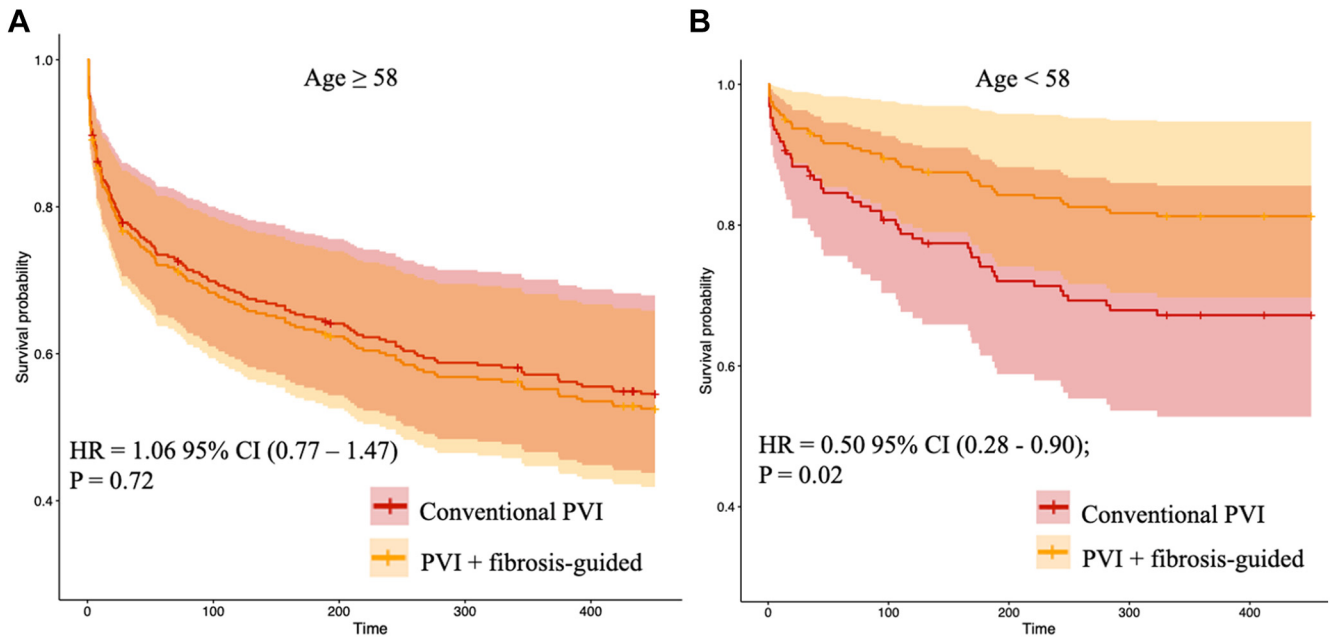 A
Age ≥ 58
Survival probability
1.0
0.8
0.6
0.4
HR = 1.06 95% CI (0.77 – 1.47)
P = 0.72
Conventional PVI
PVI + fibrosis-guided
0
100
200
300
400
Time
B
Age < 58
Survival probability
1.0
0.8
0.6
0.4
HR = 0.50 95% CI (0.28 - 0.90);
P = 0.02
Conventional PVI
PVI + fibrosis-guided
0
100
200
300
400
Time